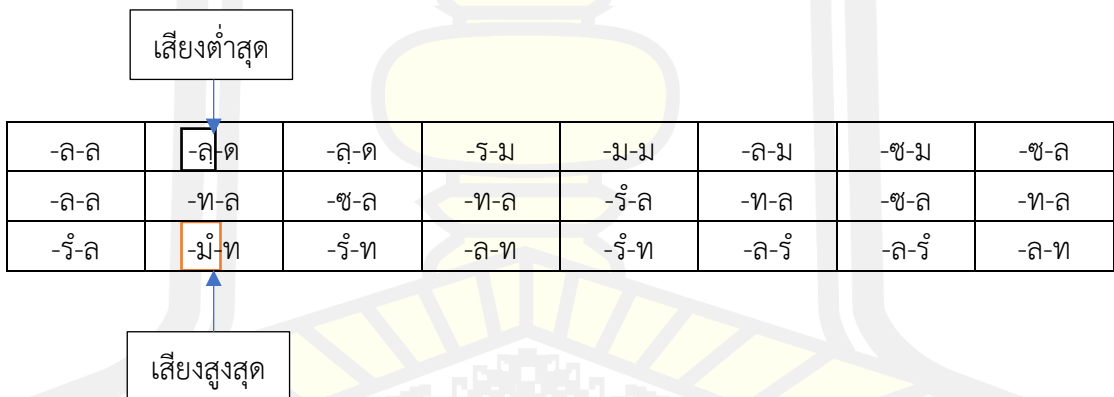 เสียงต่ำสุด
-ล-ล -ลฺ-ด -ลฺ-ด -ร-ม -ม-ม -ล-ม -ซ-ม -ซ-ล
-ล-ล -ท-ล -ซ-ล -ท-ล -รํ-ล -ท-ล -ซ-ล -ท-ล
-รํ-ล -มํ-ท -รํ-ท -ล-ท -รํ-ท -ล-รํ -ล-รํ -ล-ท
เสียงสูงสุด